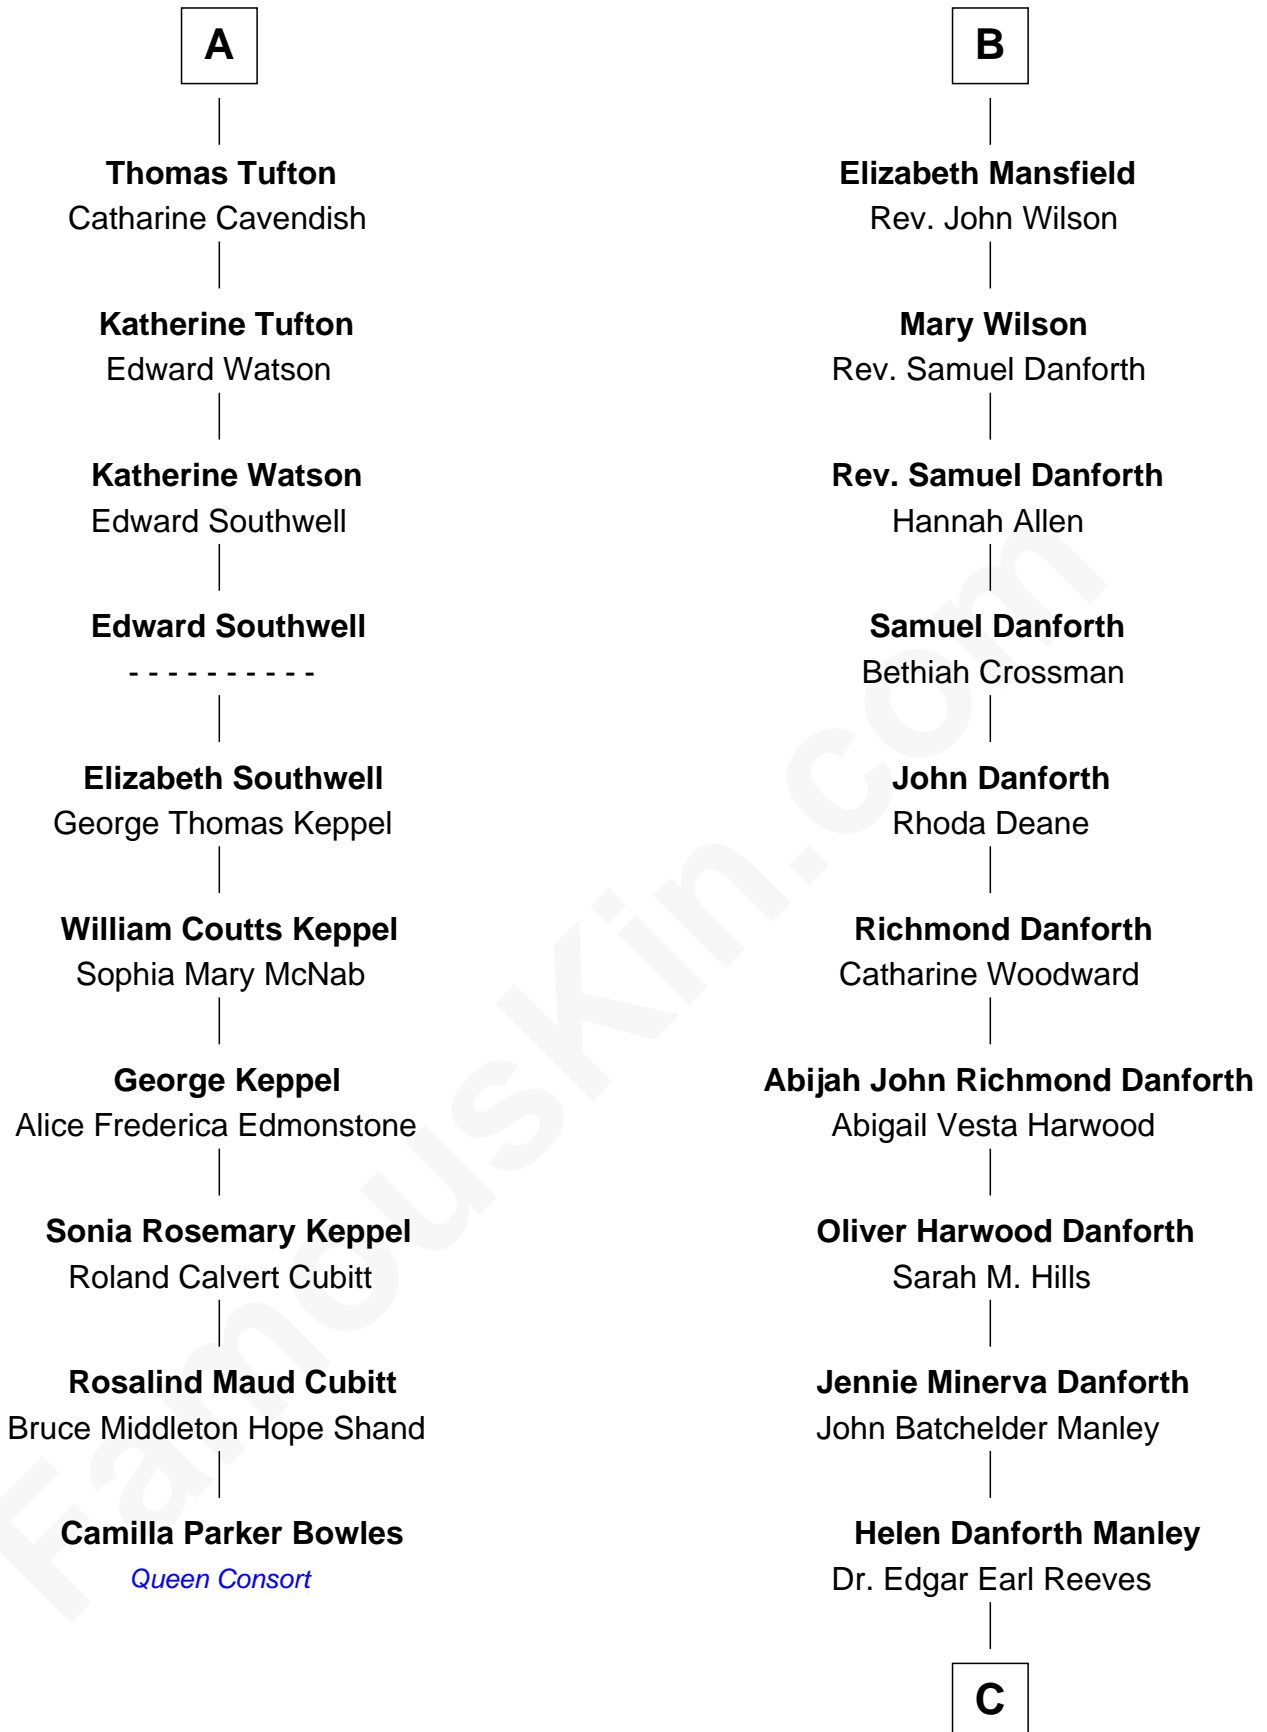 A
Thomas Tufton
Catharine Cavendish
Katherine Tufton
Edward Watson
Katherine Watson
Edward Southwell
Edward Southwell
- - - - - - - - - -
Elizabeth Southwell
George Thomas Keppel
William Coutts Keppel
Sophia Mary McNab
George Keppel
Alice Frederica Edmonstone
Sonia Rosemary Keppel
Roland Calvert Cubitt
Rosalind Maud Cubitt
Bruce Middleton Hope Shand
Camilla Parker Bowles
Queen Consort
B
Elizabeth Mansfield
Rev. John Wilson
Mary Wilson
Rev. Samuel Danforth
Rev. Samuel Danforth
Hannah Allen
Samuel Danforth
Bethiah Crossman
John Danforth
Rhoda Deane
Richmond Danforth
Catharine Woodward
Abijah John Richmond Danforth
Abigail Vesta Harwood
Oliver Harwood Danforth
Sarah M. Hills
Jennie Minerva Danforth
John Batchelder Manley
Helen Danforth Manley
Dr. Edgar Earl Reeves
C
FamousKin.com